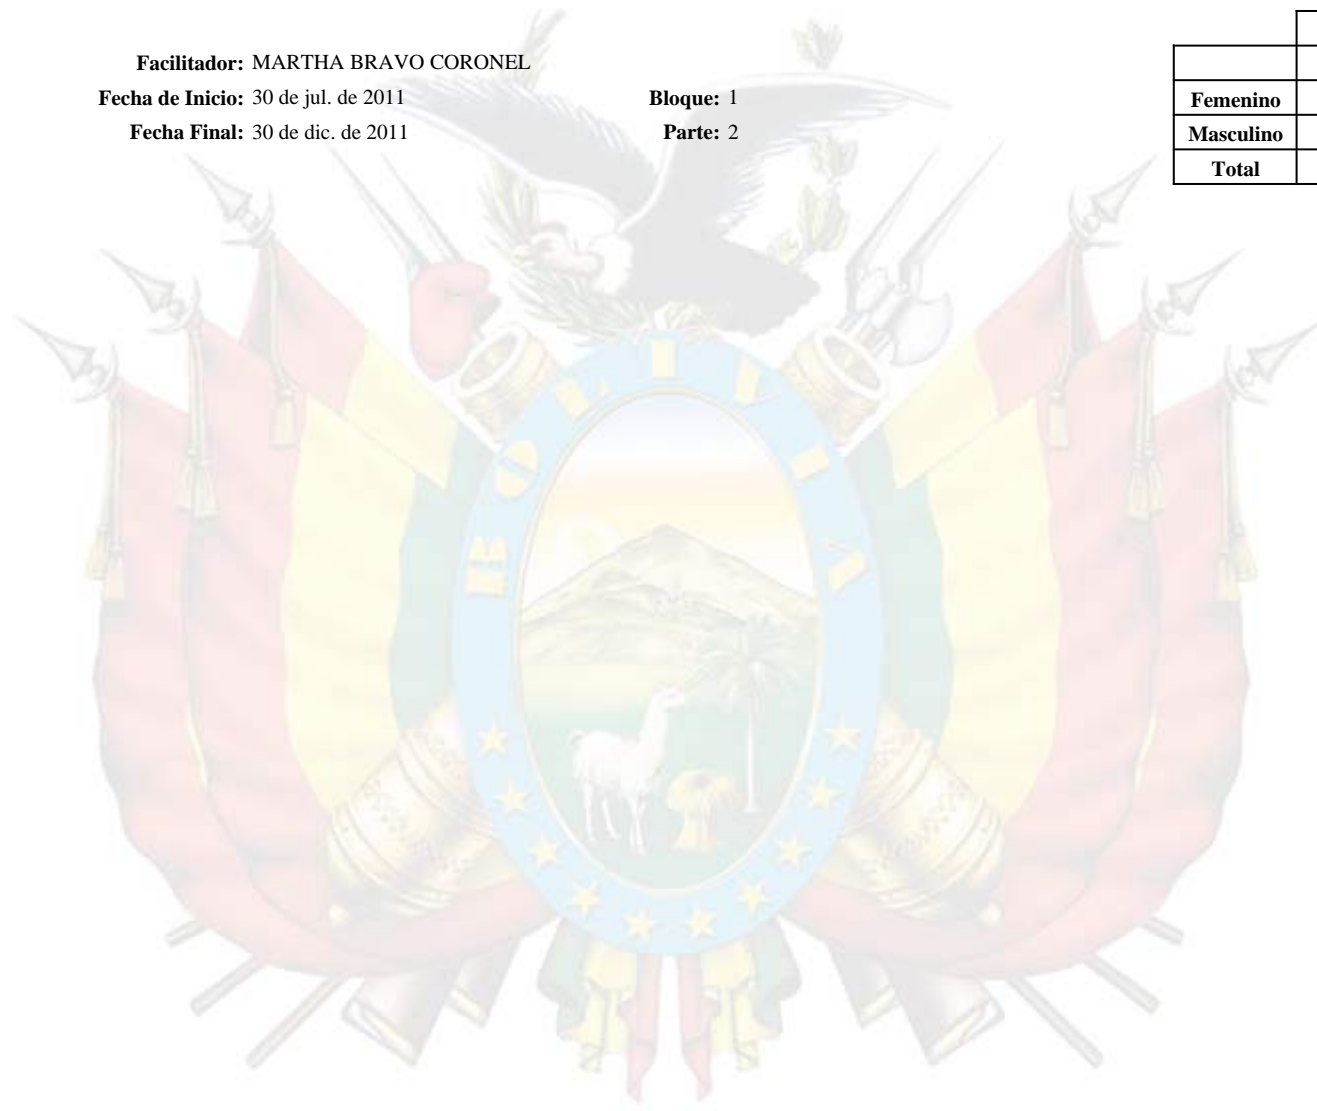 Facilitador: MARTHA BRAVO CORONEL
Fecha de Inicio: 30 de jul. de 2011 Bloque: 1
Fecha Final: 30 de dic. de 2011 Parte: 2
Femenino
Masculino
Total
BOLIVIA